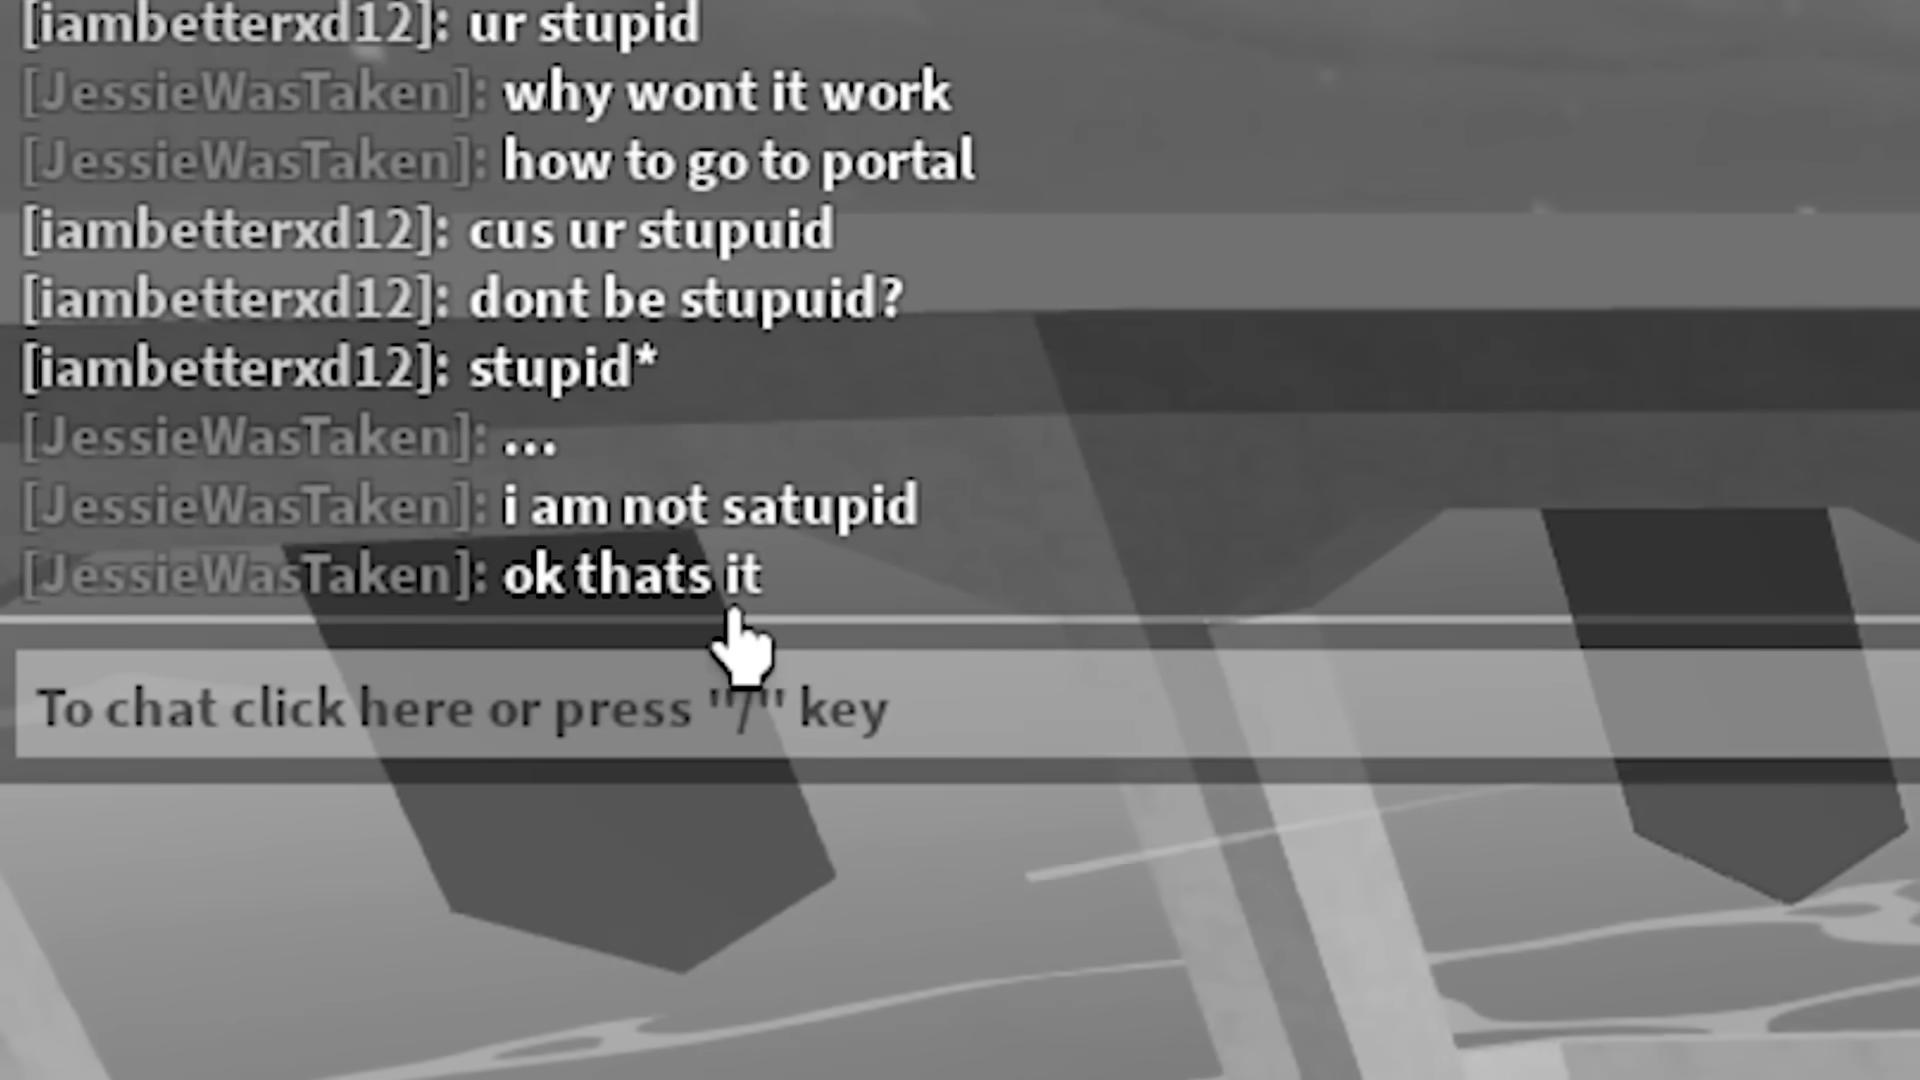 [iambetterxd12]: ur stupid
[JessieWasTaken]: why wont it work
[JessieWasTaken]: how to go to portal
[iambetterxd12]: cus ur stupuid
[iambetterxd12]: dont be stupuid?
[iambetterxd12]: stupid*
[JessieWasTaken]: ...
[JessieWasTaken]: i am not satupid
[JessieWasTaken]: ok thats it
To chat click here or press "/" key